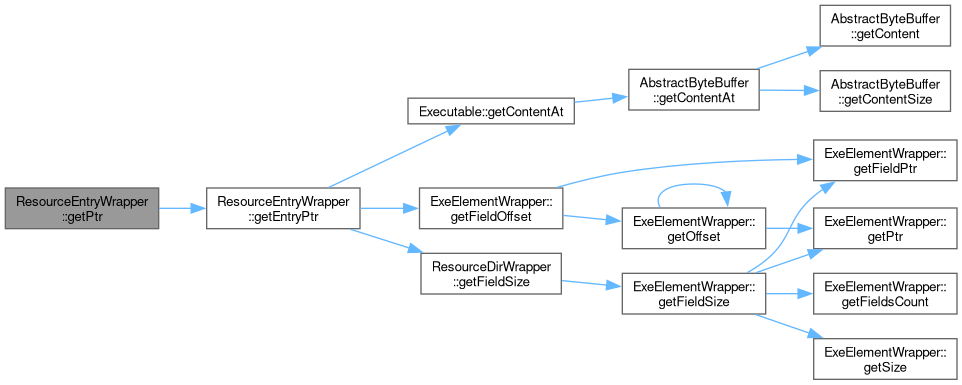 ResourceEntryWrapper
::getPtr
ResourceEntryWrapper
::getEntryPtr
Executable::getContentAt
AbstractByteBuffer
::getContentAt
AbstractByteBuffer
::getContent
AbstractByteBuffer
::getContentSize
ExeElementWrapper::
getFieldOffset
ExeElementWrapper::
getFieldPtr
ExeElementWrapper::
getOffset
ExeElementWrapper::
getPtr
ResourceDirWrapper
::getFieldSize
ExeElementWrapper::
getFieldSize
ExeElementWrapper::
getFieldsCount
ExeElementWrapper::
getSize